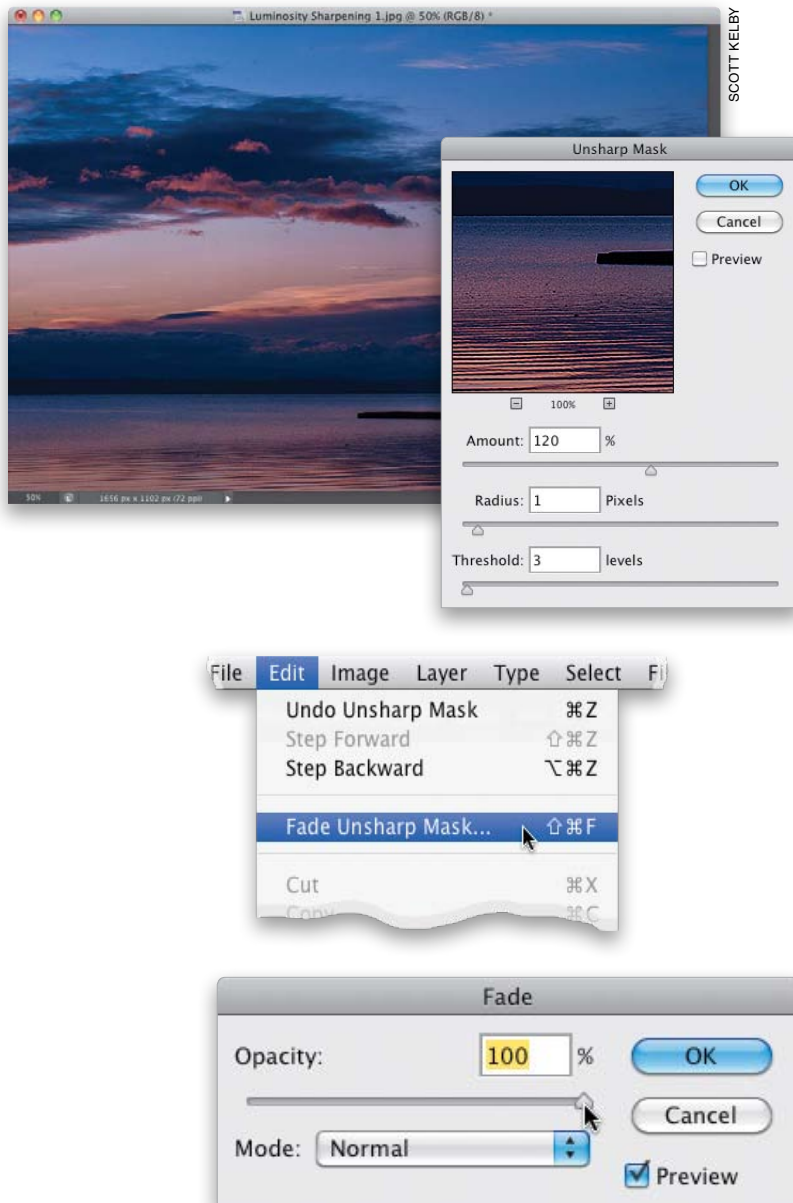 Luminosity Sharpening 1.jpg @ 50% (RGB/8) *
SCOTT KELBY
50%
1656 px x 1102 px (72 ppi)
Unsharp Mask
OK
Cancel
Preview
100%
Amount: 120 %
Radius: 1 Pixels
Threshold: 3 levels
File Edit Image Layer Type Select Fi
Undo Unsharp Mask ⌘Z
Step Forward ⇧⌘Z
Step Backward ⌥⌘Z
Fade Unsharp Mask... ⇧⌘F
Cut ⌘X
Copy ⌘C
Fade
Opacity: 100 % OK
Cancel
Mode: Normal
Preview